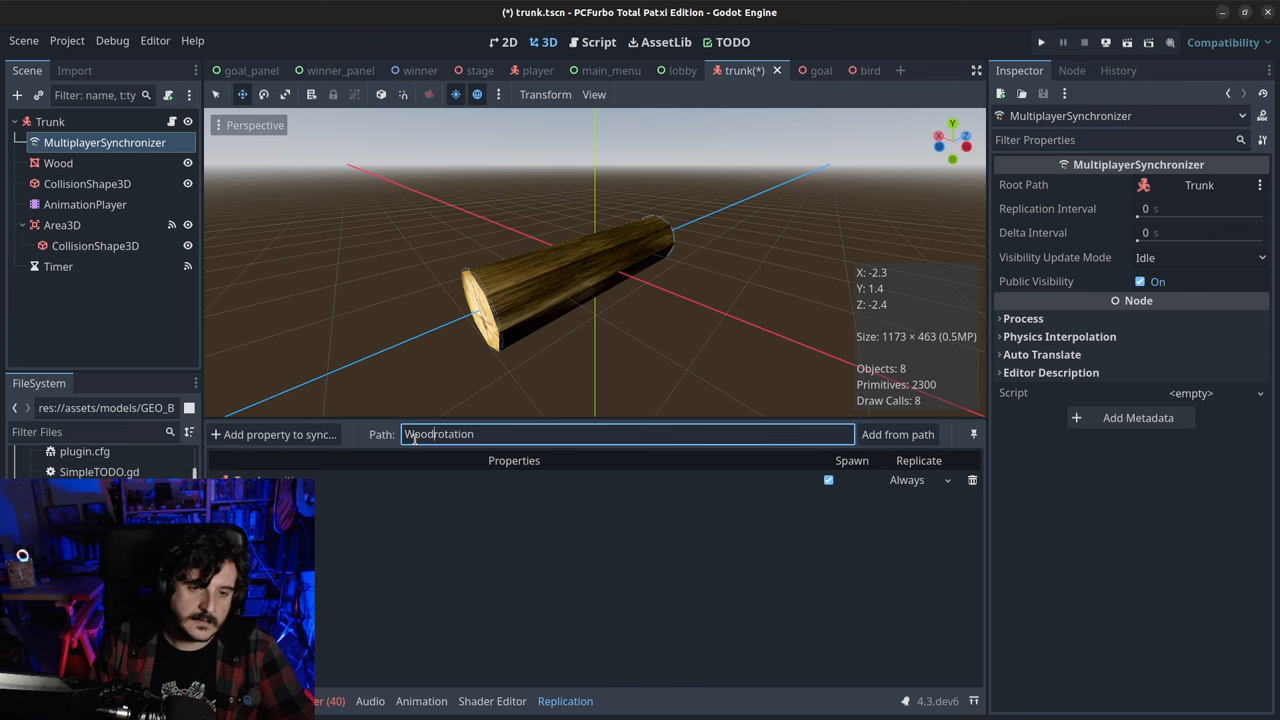 (*) trunk.tscn - PCFurbo Total Patxi Edition - Godot Engine
Scene Project Debug Editor Help
2D 3D Script AssetLib TODO
Compatibility
Scene Import
goal_panel winner_panel winner stage player main_menu lobby trunk(*) goal bird
Inspector Node History
Filter: name, t:ty
Transform View
Trunk
MultiplayerSynchronizer
Wood
CollisionShape3D
AnimationPlayer
Area3D
CollisionShape3D
Timer
Perspective
Y
X
Z
X: -2.3
Y: 1.4
Z: -2.4
Size: 1173 × 463 (0.5MP)
Objects: 8
Primitives: 2300
Draw Calls: 8
MultiplayerSynchronizer
Filter Properties
MultiplayerSynchronizer
Root Path Trunk
Replication Interval 0 s
Delta Interval 0 s
Visibility Update Mode Idle
Public Visibility On
Node
Process
Physics Interpolation
Auto Translate
Editor Description
Script <empty>
Add Metadata
FileSystem
res://assets/models/GEO_B
Filter Files
plugin.cfg
SimpleTODO.gd
Add property to sync... Path: Woodrotation Add from path
Properties Spawn Replicate
Always
(40) Audio Animation Shader Editor Replication 4.3.dev6